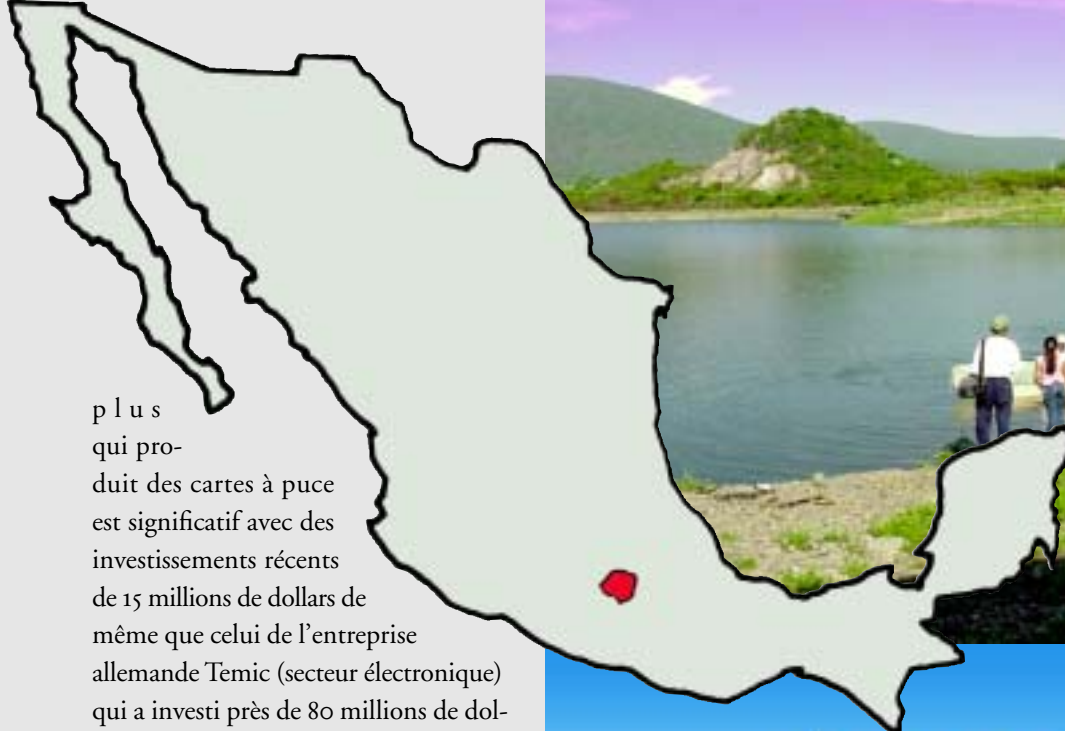 plus
qui pro-
duit des cartes à puce
est significatif avec des
investissements récents
de 15 millions de dollars de
même que celui de l’entreprise
allemande Temic (secteur électronique)
qui a investi près de 80 millions de dol-